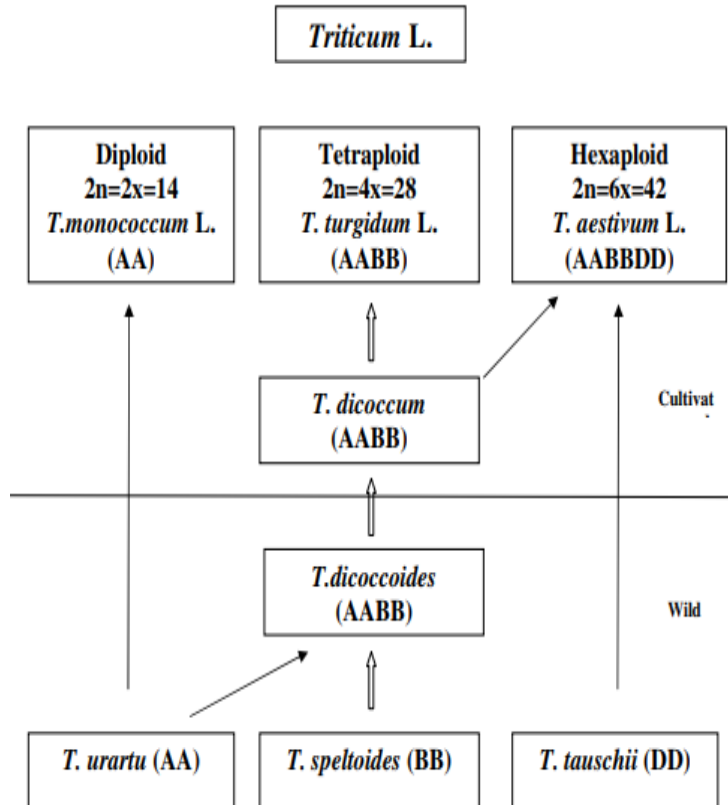 Triticum L.
Diploid
2n=2x=14
T.monococcum L.
(AA)
Tetraploid
2n=4x=28
T. turgidum L.
(AABB)
Hexaploid
2n=6x=42
T. aestivum L.
(AABBDD)
T. dicoccum
(AABB)
Cultivat
T.dicoccoides
(AABB)
Wild
T. urartu (AA)
T. speltoides (BB)
T. tauschii (DD)